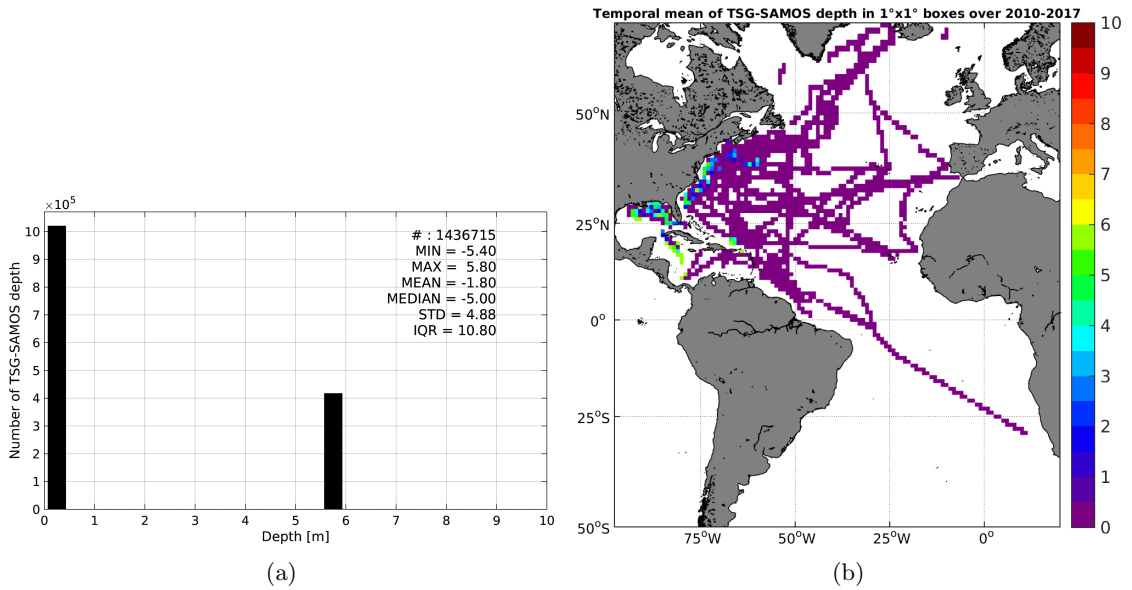 Temporal mean of TSG-SAMOS depth in 1°x1° boxes over 2010-2017
×10⁵
10
9
8
7
6
5
4
3
2
1
0
Number of TSG-SAMOS depth
# : 1436715
MIN = -5.40
MAX = 5.80
MEAN = -1.80
MEDIAN = -5.00
STD = 4.88
IQR = 10.80
0 1 2 3 4 5 6 7 8 9 10
Depth [m]
(a)
50°N
25°N
0°
25°S
50°S
75°W 50°W 25°W 0°
10
9
8
7
6
5
4
3
2
1
0
(b)